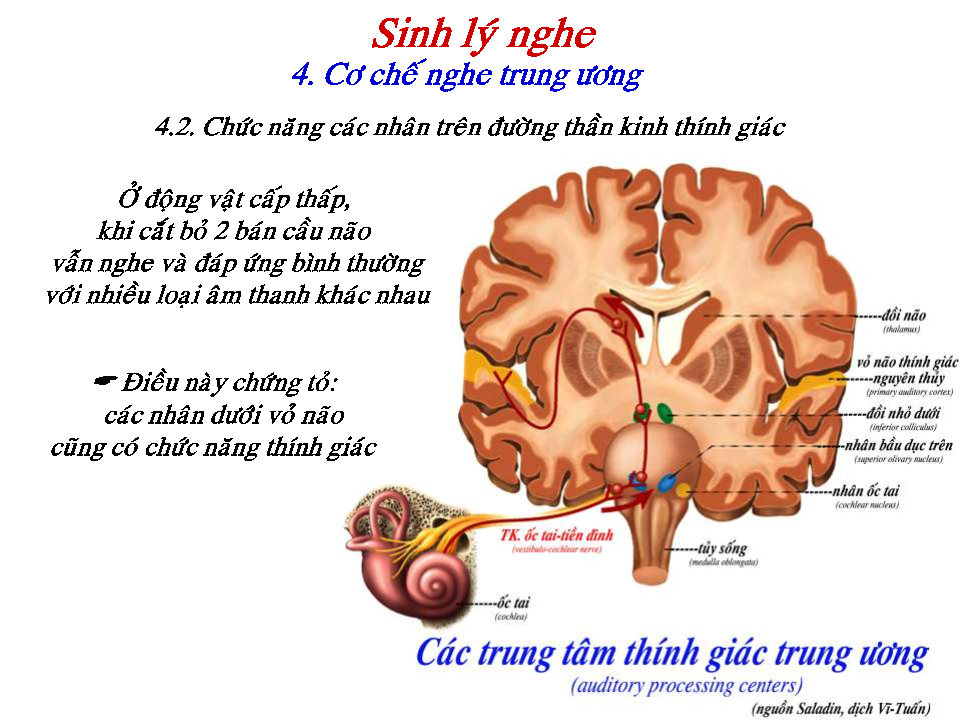 Sinh lý nghe
4. Cơ chế nghe trung ương
4.2. Chức năng các nhân trên đường thần kinh thính giác
Ở động vật cấp thấp,
khi cắt bỏ 2 bán cầu não
vẫn nghe và đáp ứng bình thường
với nhiều loại âm thanh khác nhau
☛ Điều này chứng tỏ:
các nhân dưới vỏ não
cũng có chức năng thính giác
đồi não
(thalamus)
vỏ não thính giác
nguyên thủy
(primary auditory cortex)
đồi nhỏ dưới
(inferior colliculus)
nhân bầu dục trên
(superior olivary nucleus)
nhân ốc tai
(cochlear nucleus)
TK. ốc tai-tiền đình
(vestibulo-cochlear nerve)
tủy sống
(medulla oblongata)
ốc tai
(cochlea)
Các trung tâm thính giác trung ương
(auditory processing centers)
(nguồn Saladin, dịch Vĩ-Tuấn)